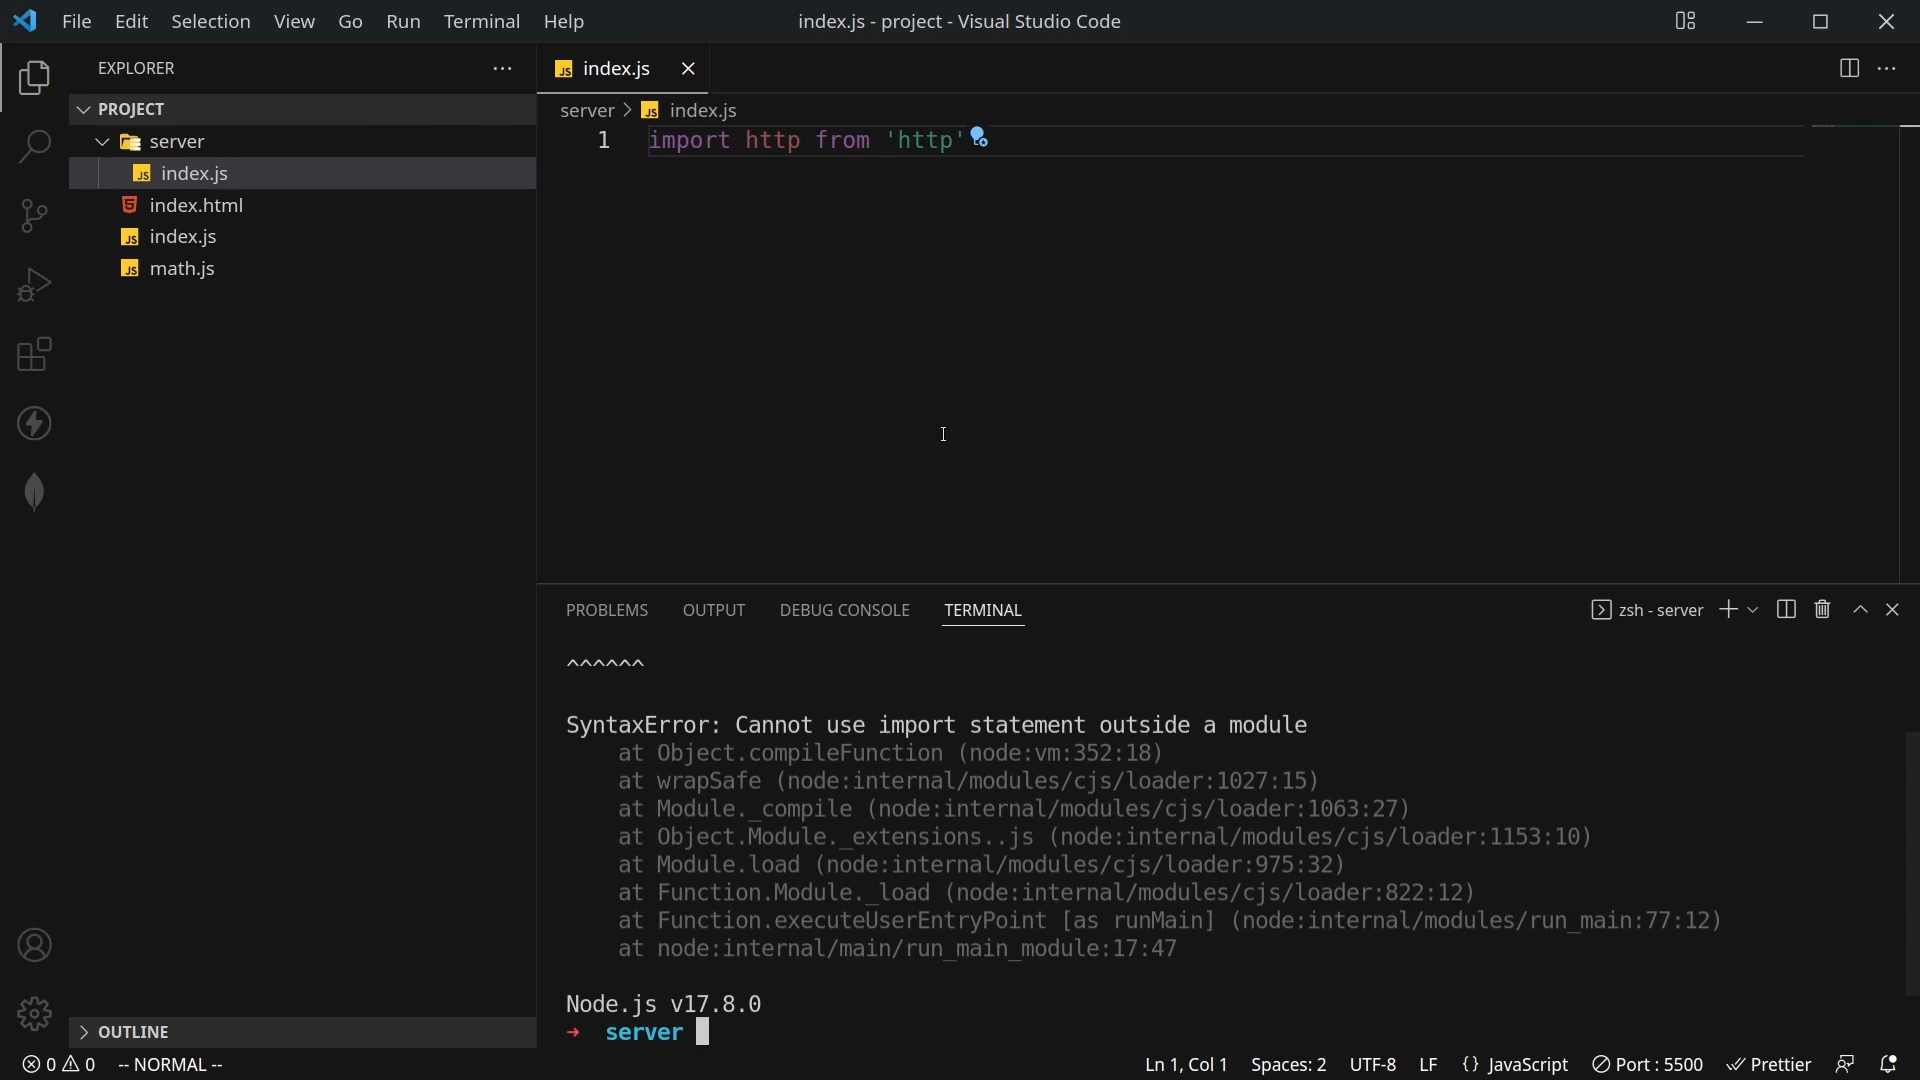 File Edit Selection View Go Run Terminal Help
index.js - project - Visual Studio Code
EXPLORER
PROJECT
server
index.js
index.html
index.js
math.js
OUTLINE
index.js
server > index.js
1 import http from 'http'
PROBLEMS OUTPUT DEBUG CONSOLE TERMINAL
zsh - server
^^^^^^
SyntaxError: Cannot use import statement outside a module
at Object.compileFunction (node:vm:352:18)
at wrapSafe (node:internal/modules/cjs/loader:1027:15)
at Module._compile (node:internal/modules/cjs/loader:1063:27)
at Object.Module._extensions..js (node:internal/modules/cjs/loader:1153:10)
at Module.load (node:internal/modules/cjs/loader:975:32)
at Function.Module._load (node:internal/modules/cjs/loader:822:12)
at Function.executeUserEntryPoint [as runMain] (node:internal/modules/run_main:77:12)
at node:internal/main/run_main_module:17:47
Node.js v17.8.0
➜ server
0 0 -- NORMAL --
Ln 1, Col 1 Spaces: 2 UTF-8 LF {} JavaScript Port : 5500 Prettier